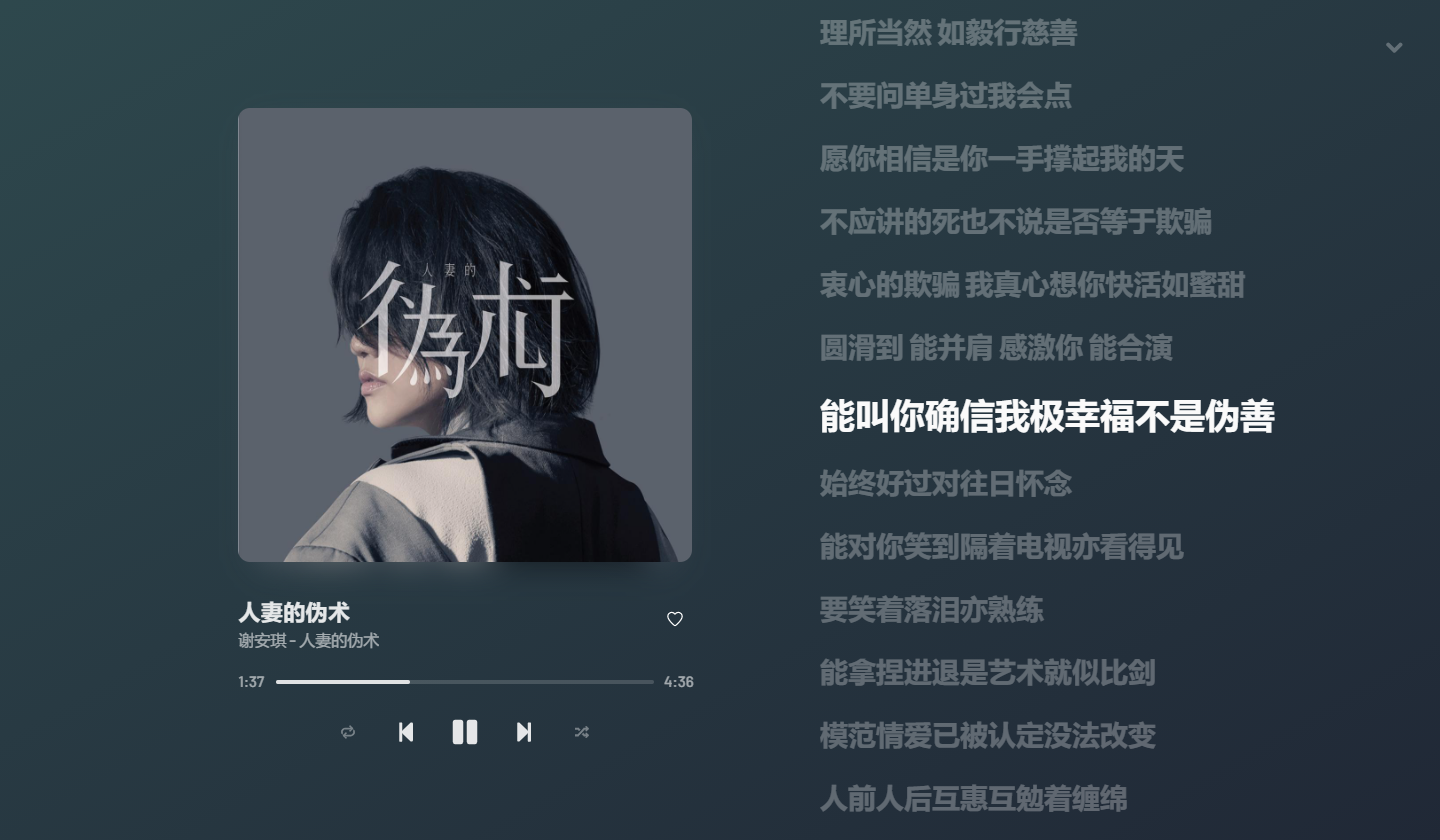 人妻的
偽術
人妻的伪术
谢安琪 - 人妻的伪术
1:37
4:36
理所当然 如毅行慈善
不要问单身过我会点
愿你相信是你一手撑起我的天
不应讲的死也不说是否等于欺骗
衷心的欺骗 我真心想你快活如蜜甜
圆滑到 能并肩 感激你 能合演
能叫你确信我极幸福不是伪善
始终好过对往日怀念
能对你笑到隔着电视亦看得见
要笑着落泪亦熟练
能拿捏进退是艺术就似比剑
模范情爱已被认定没法改变
人前人后互惠互勉着缠绵